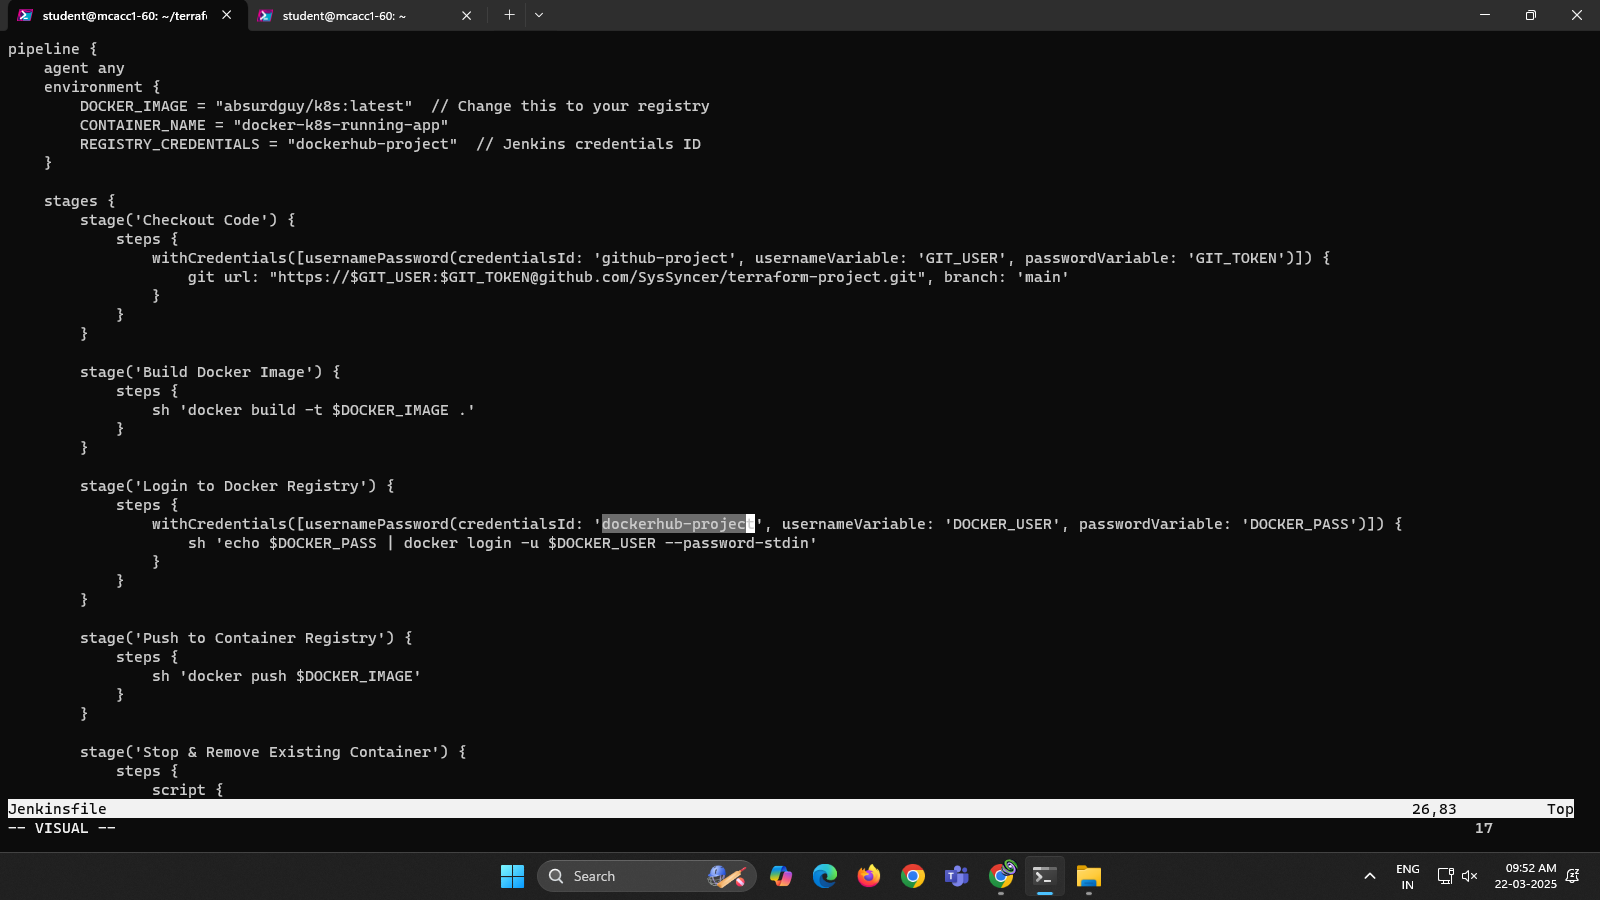 student@mcacc1-60: ~/terraf
student@mcacc1-60: ~
pipeline {
    agent any
    environment {
        DOCKER_IMAGE = "absurdguy/k8s:latest"  // Change this to your registry
        CONTAINER_NAME = "docker-k8s-running-app"
        REGISTRY_CREDENTIALS = "dockerhub-project"  // Jenkins credentials ID
    }
    stages {
        stage('Checkout Code') {
            steps {
                withCredentials([usernamePassword(credentialsId: 'github-project', usernameVariable: 'GIT_USER', passwordVariable: 'GIT_TOKEN')]) {
                    git url: "https://$GIT_USER:$GIT_TOKEN@github.com/SysSyncer/terraform-project.git", branch: 'main'
                }
            }
        }
        stage('Build Docker Image') {
            steps {
                sh 'docker build -t $DOCKER_IMAGE .'
            }
        }
        stage('Login to Docker Registry') {
            steps {
                withCredentials([usernamePassword(credentialsId: 'dockerhub-project', usernameVariable: 'DOCKER_USER', passwordVariable: 'DOCKER_PASS')]) {
                    sh 'echo $DOCKER_PASS | docker login -u $DOCKER_USER --password-stdin'
                }
            }
        }
        stage('Push to Container Registry') {
            steps {
                sh 'docker push $DOCKER_IMAGE'
            }
        }
        stage('Stop & Remove Existing Container') {
            steps {
                script {
Jenkinsfile 26,83 Top
-- VISUAL -- 17
Search
ENG
IN
09:52 AM
22-03-2025